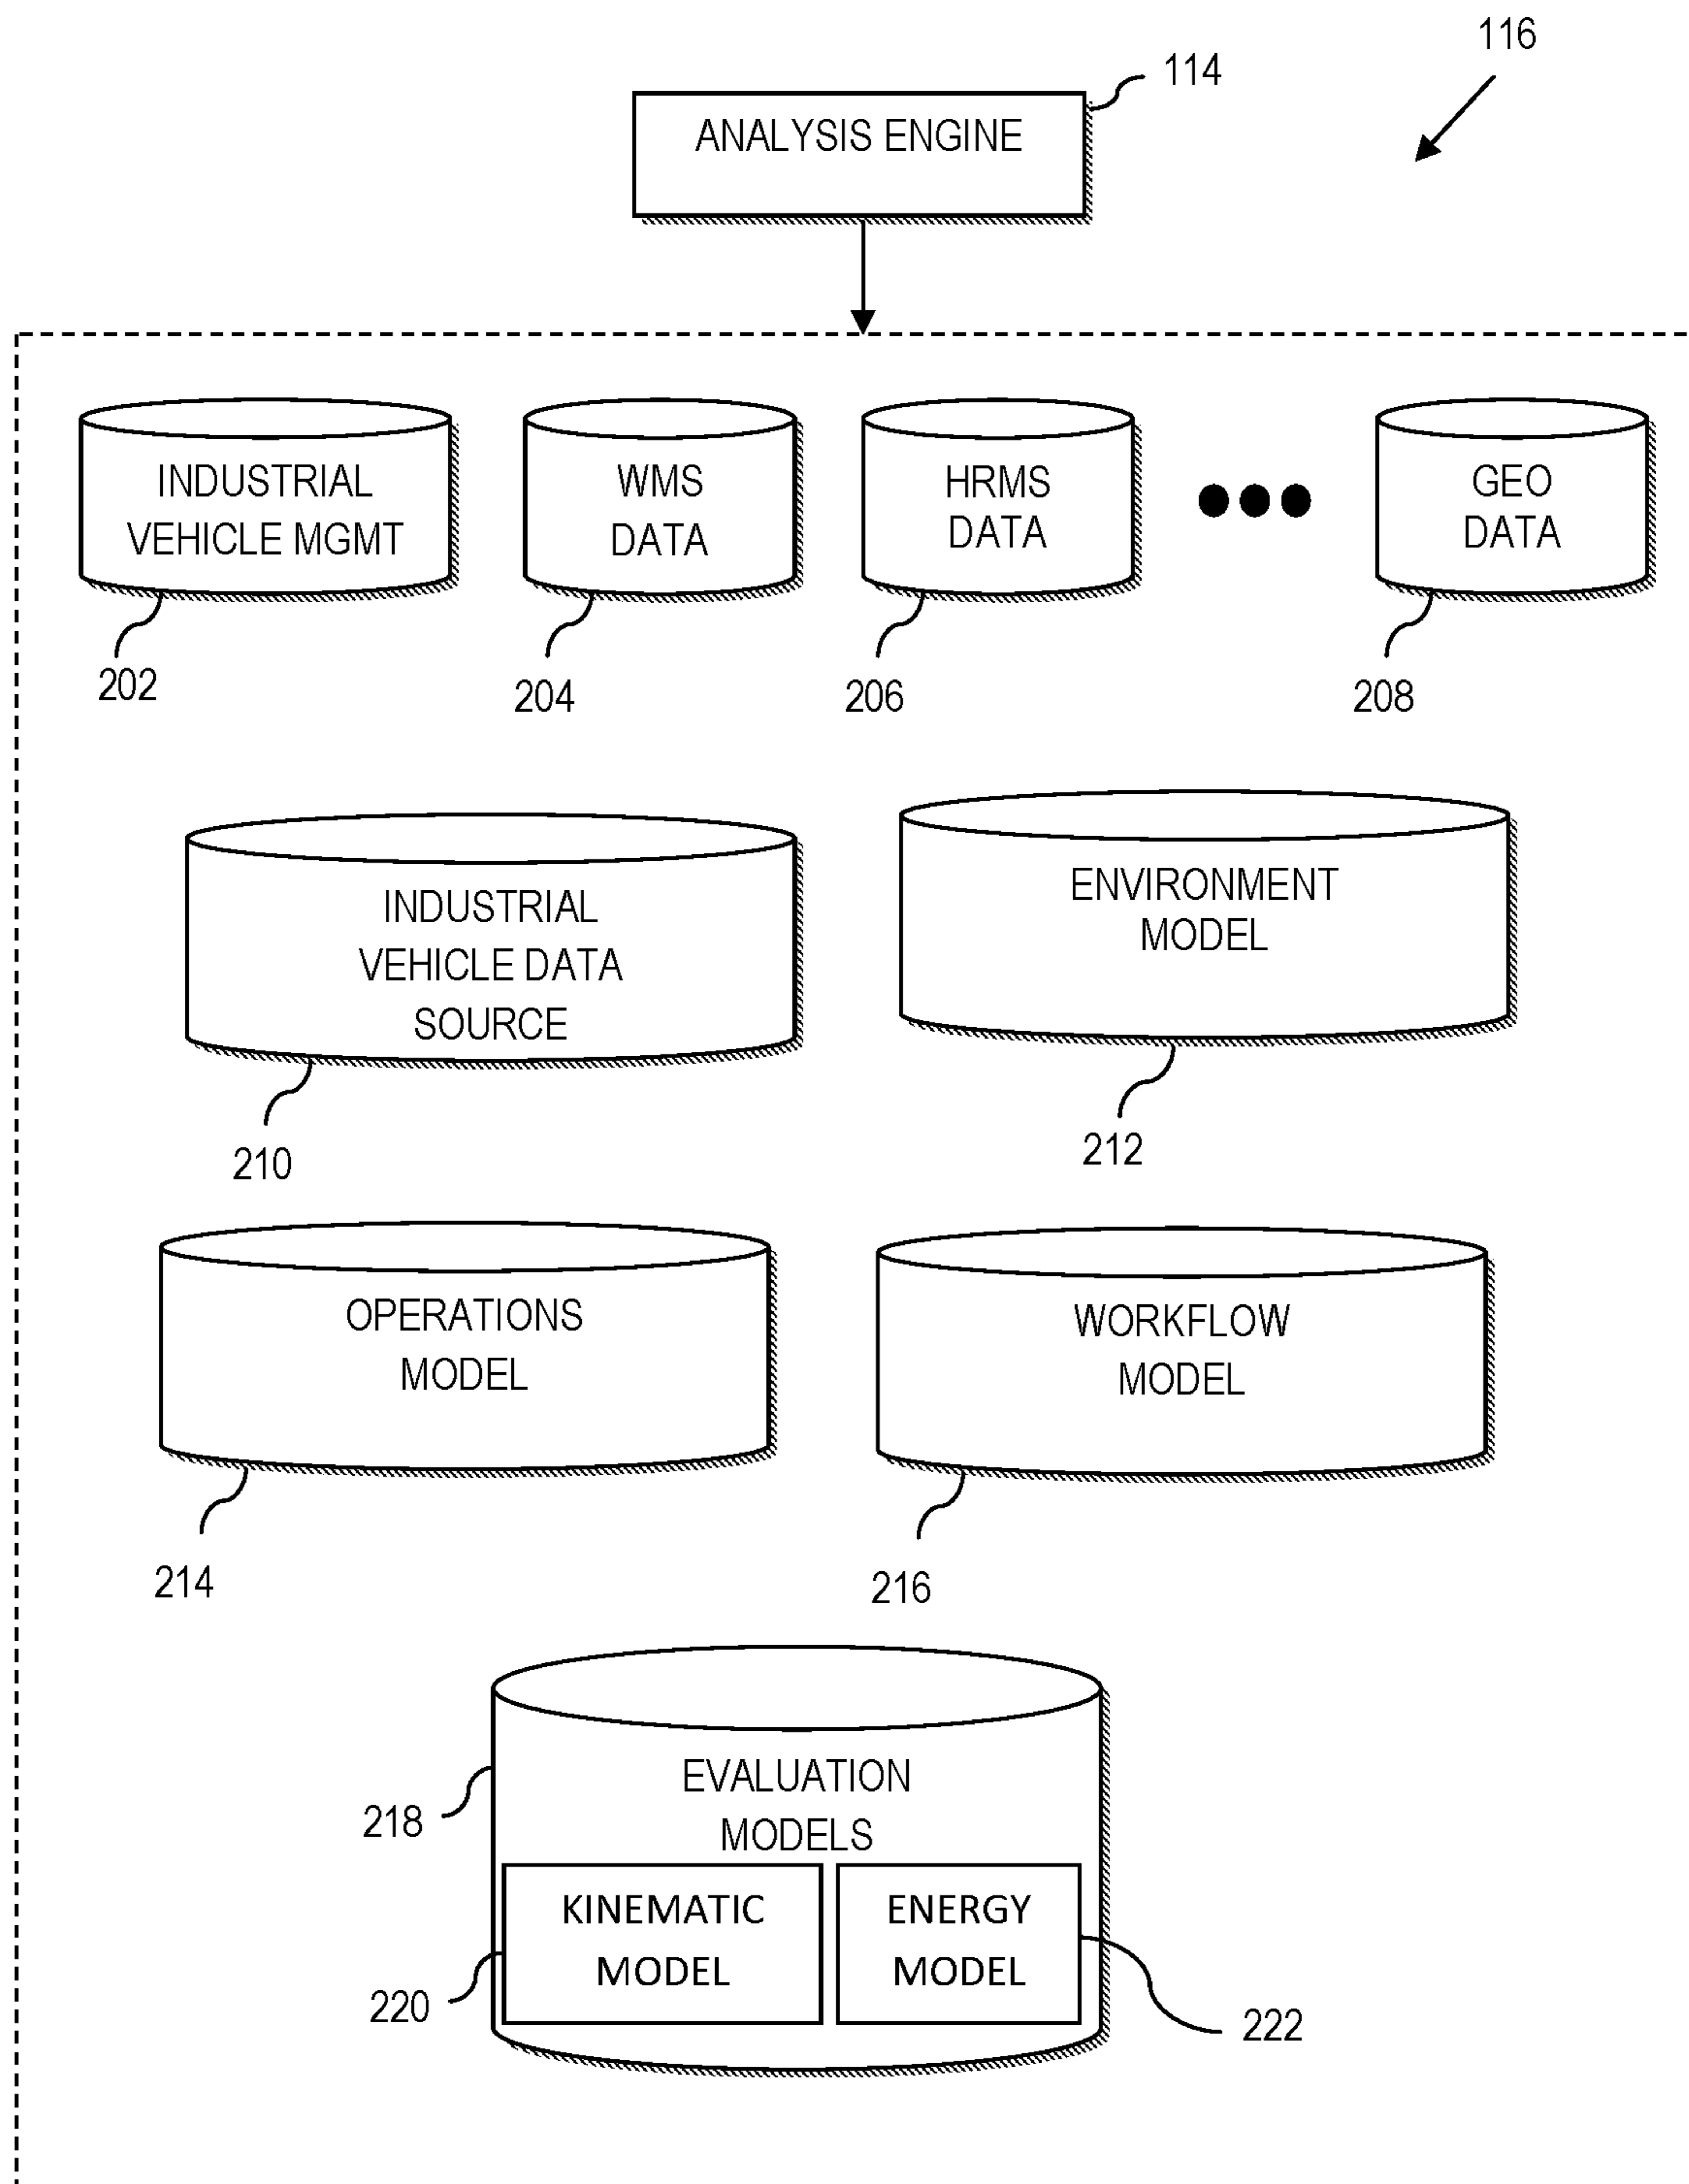 116
114
ANALYSIS ENGINE
INDUSTRIAL
VEHICLE MGMT
WMS
DATA
HRMS
DATA
GEO
DATA
202
204
206
208
INDUSTRIAL
VEHICLE DATA
SOURCE
ENVIRONMENT
MODEL
210
212
OPERATIONS
MODEL
WORKFLOW
MODEL
214
216
EVALUATION
MODELS
218
KINEMATIC
MODEL
ENERGY
MODEL
220
222